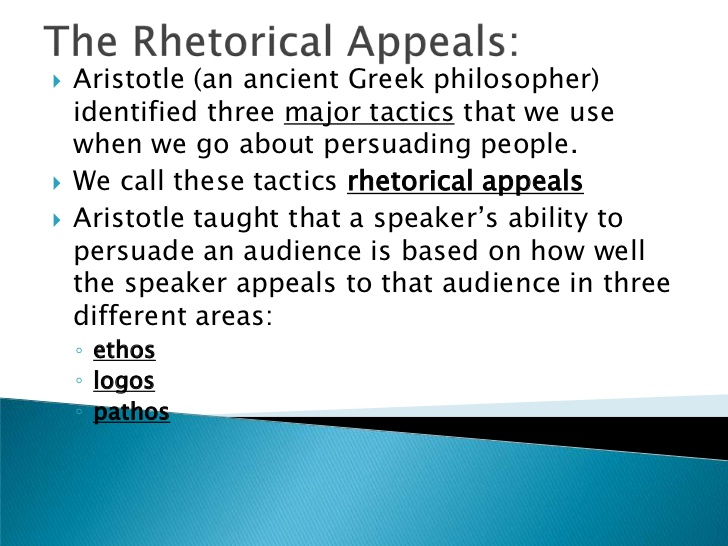 The Rhetorical Appeals:
Aristotle (an ancient Greek philosopher)
identified three major tactics that we use
when we go about persuading people.
We call these tactics rhetorical appeals
Aristotle taught that a speaker’s ability to
persuade an audience is based on how well
the speaker appeals to that audience in three
different areas:
ethos
logos
pathos